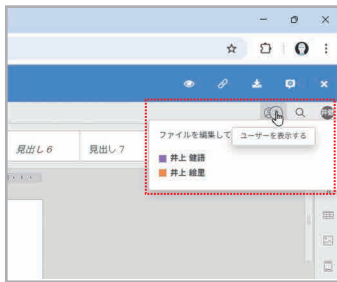 ファイルを編集して
ユーザーを表示する
見出し 6
見出し 7
井上 健語
井上 絵里